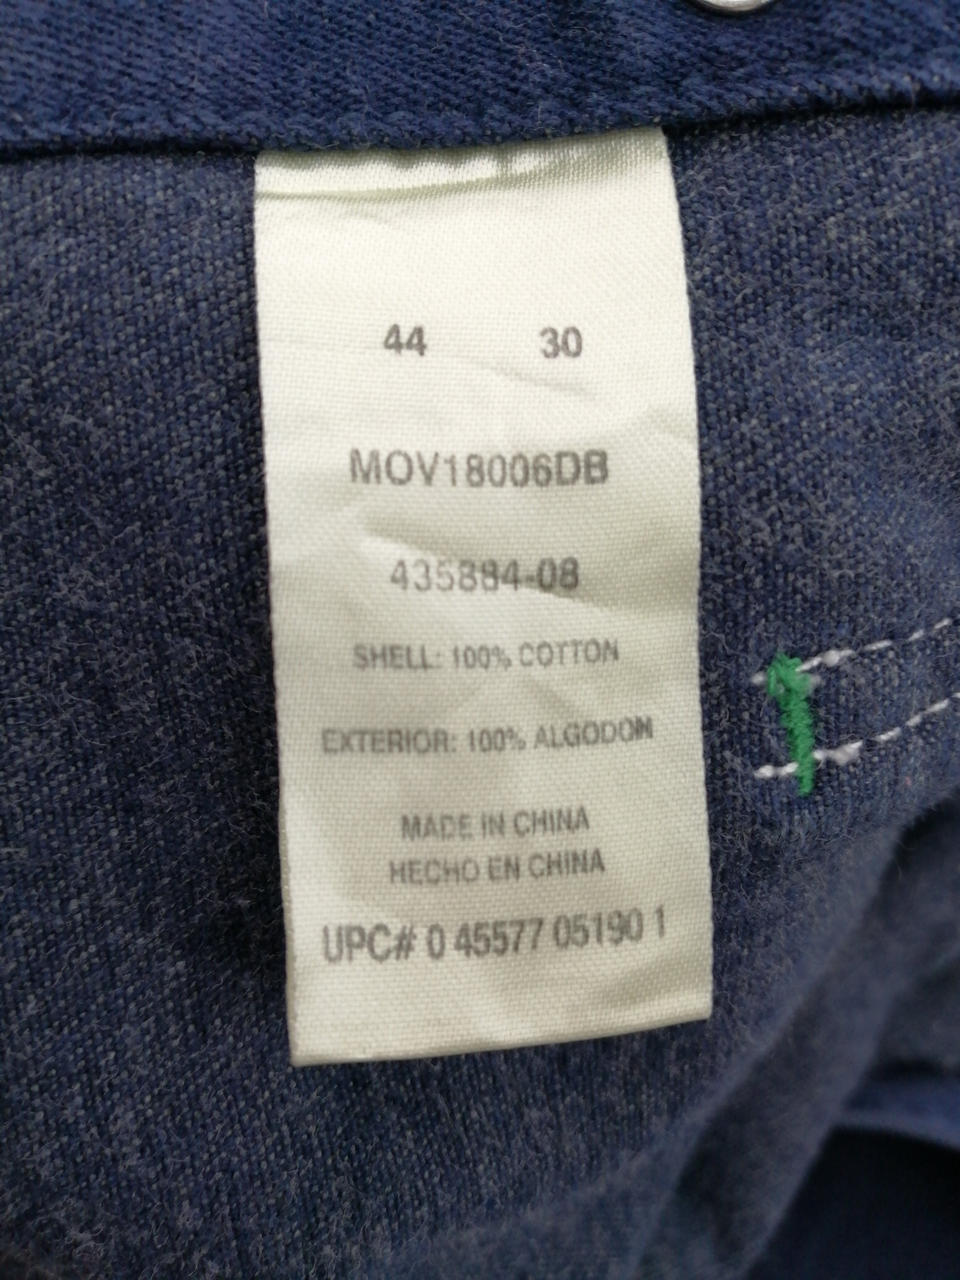 44 30
MOV18006DB
435884-08
SHELL: 100% COTTON
EXTERIOR: 100% ALGODON
MADE IN CHINA
HECHO EN CHINA
UPC# 0 45577 05190 1